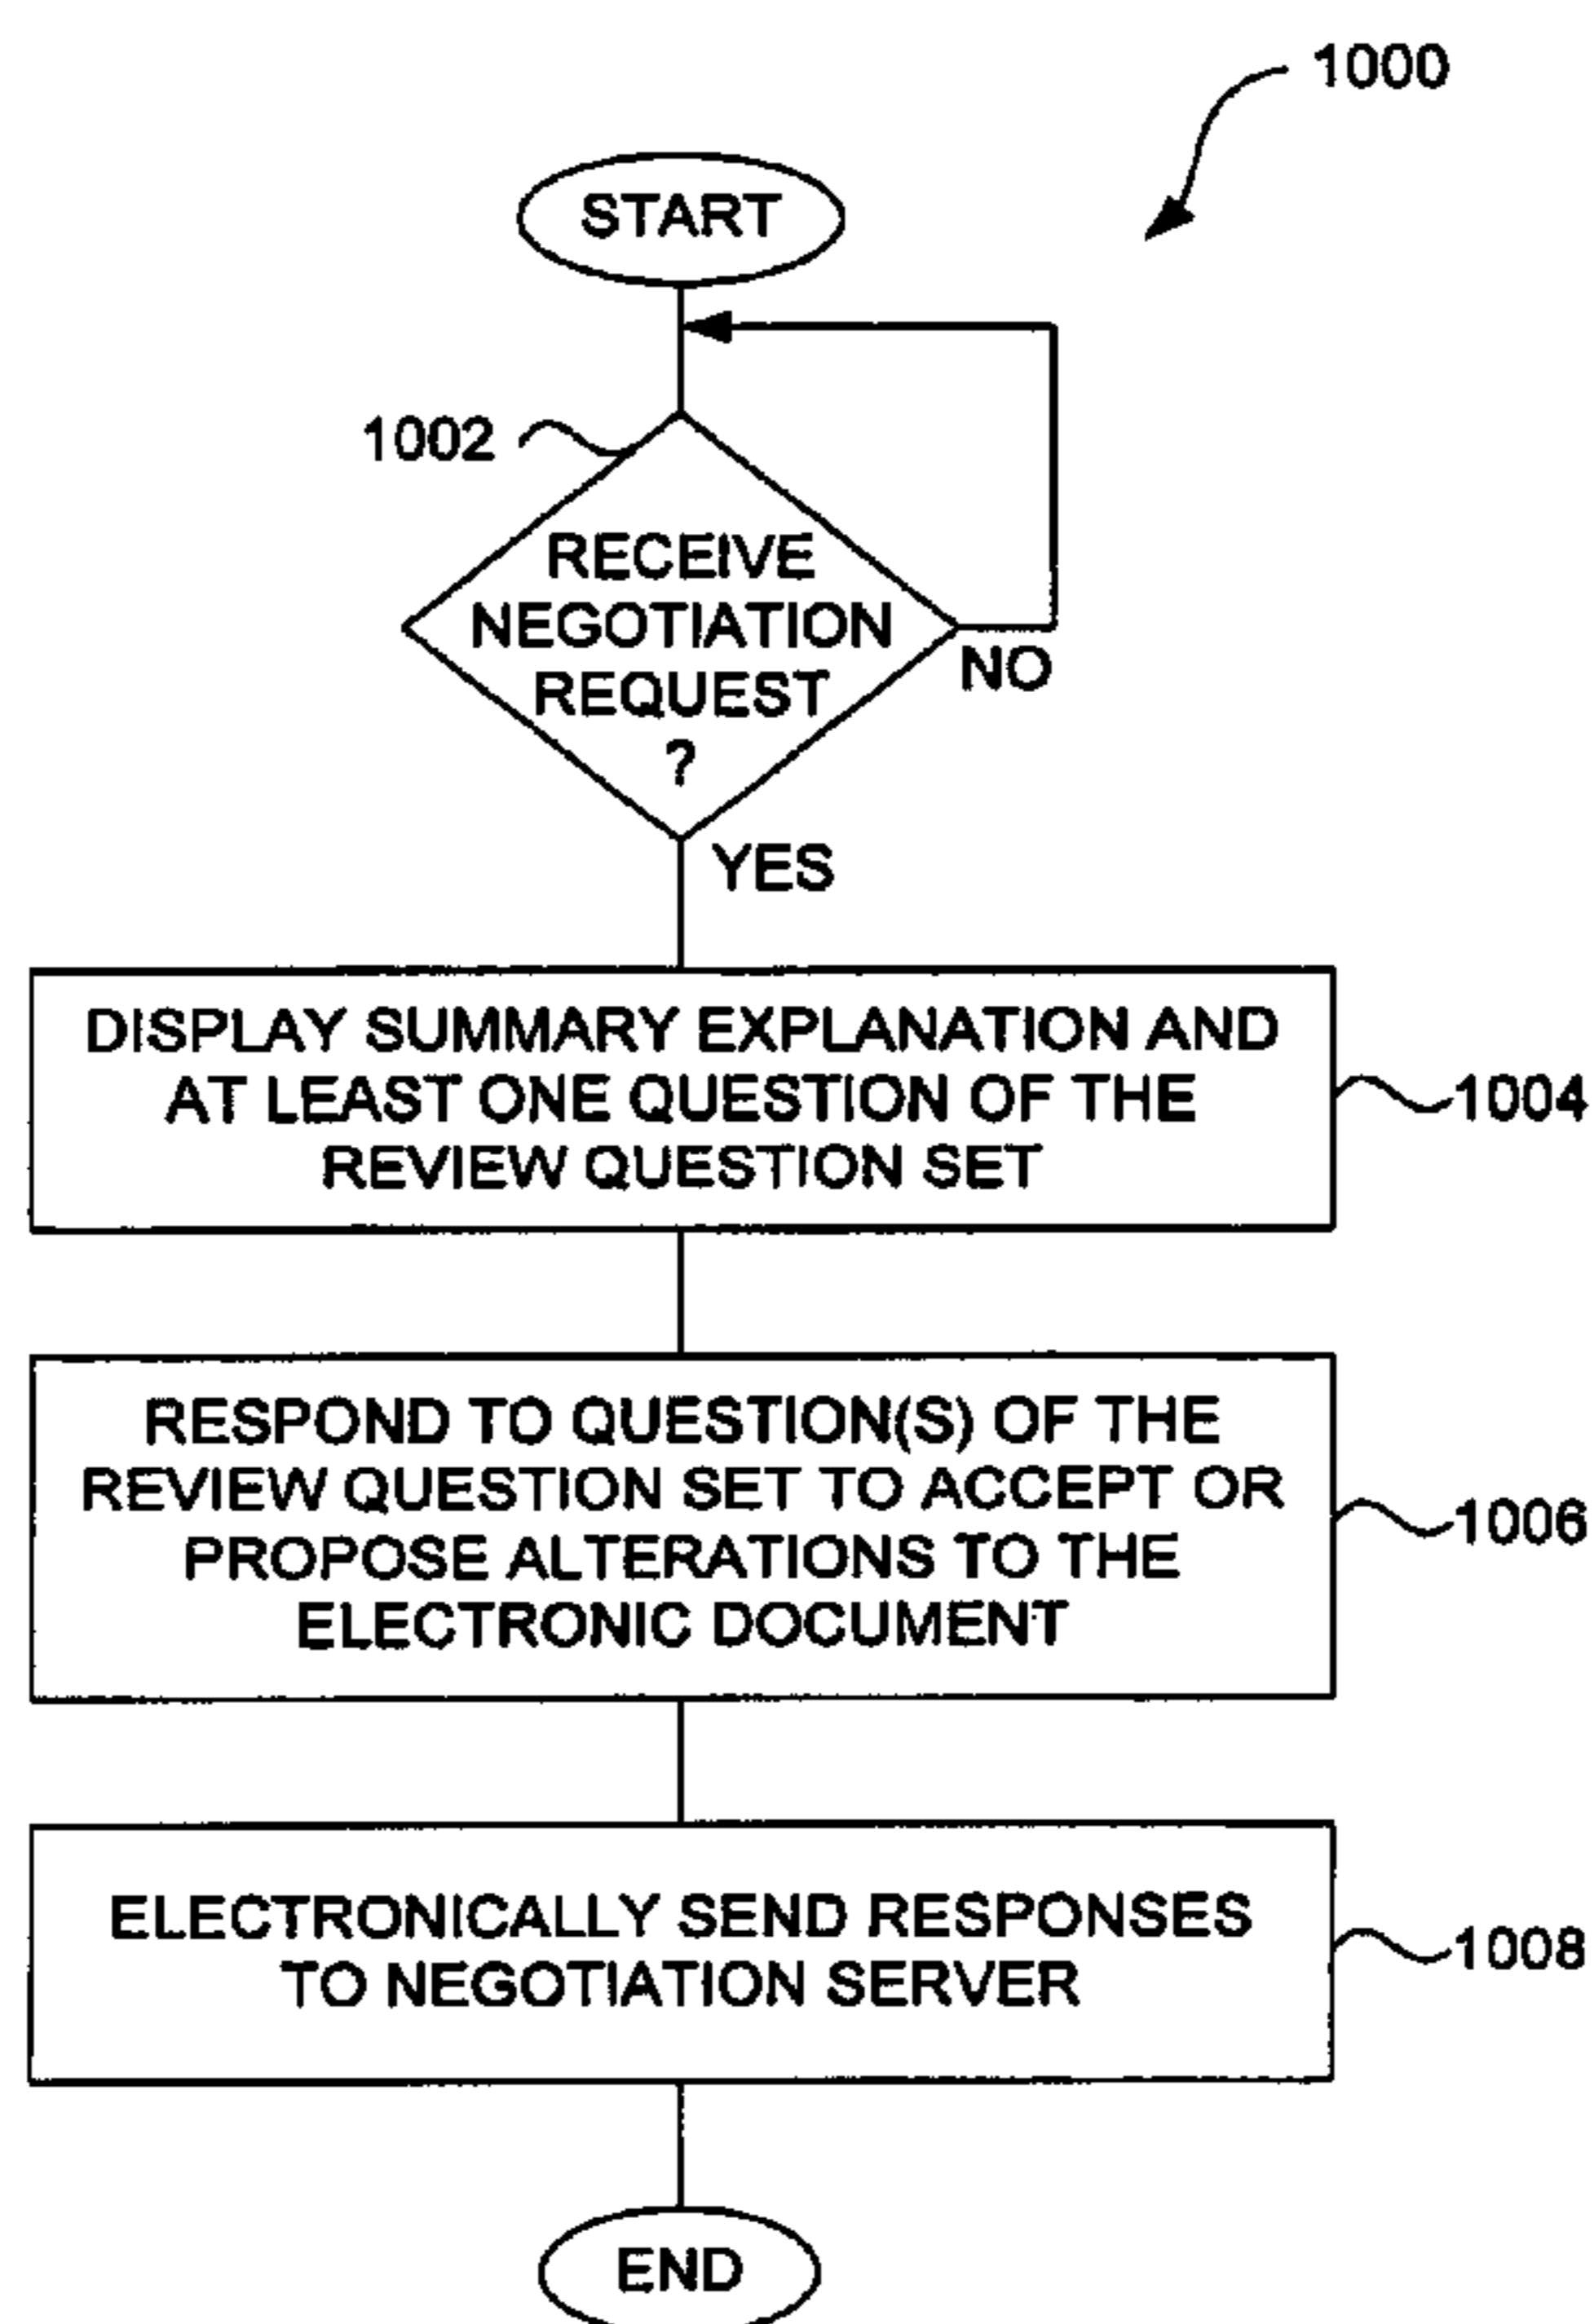 1000
START
1002
RECEIVE
NEGOTIATION
REQUEST
?
NO
YES
DISPLAY SUMMARY EXPLANATION AND
AT LEAST ONE QUESTION OF THE
REVIEW QUESTION SET
1004
RESPOND TO QUESTION(S) OF THE
REVIEW QUESTION SET TO ACCEPT OR
PROPOSE ALTERATIONS TO THE
ELECTRONIC DOCUMENT
1006
ELECTRONICALLY SEND RESPONSES
TO NEGOTIATION SERVER
1008
END